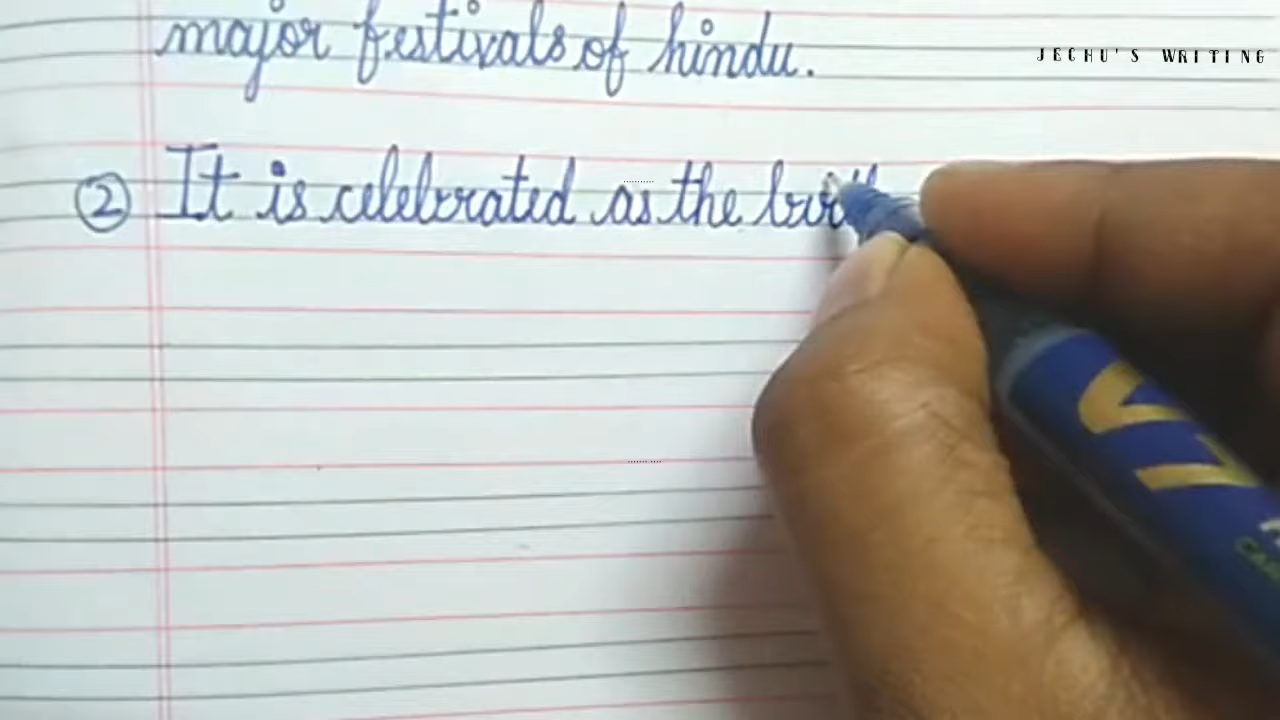 major festivals of hindu.
JECHU'S WRITING
② It is celebrated as the